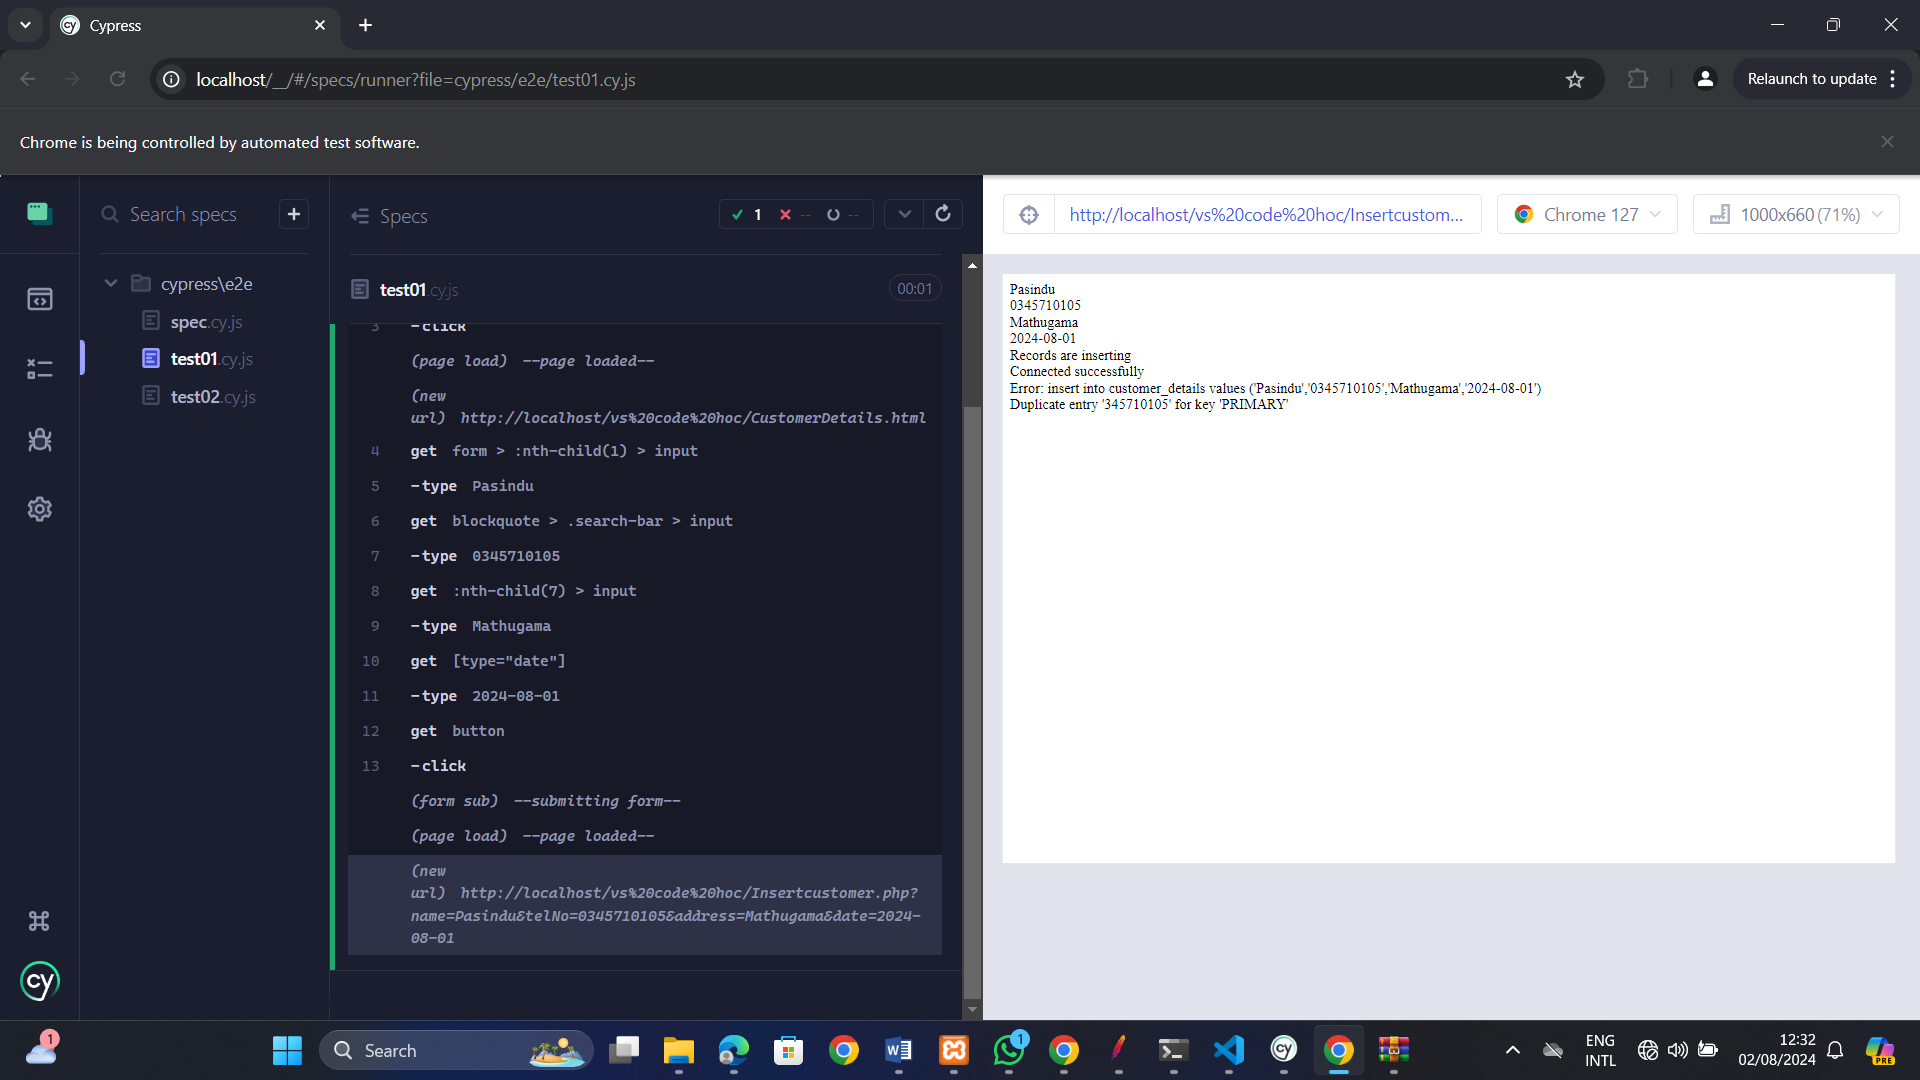 Cypress
localhost/__/#/specs/runner?file=cypress/e2e/test01.cy.js
Relaunch to update
Chrome is being controlled by automated test software.
Search specs
+
Specs
1
--
--
http://localhost/vs%20code%20hoc/Insertcustom...
Chrome 127
1000x660 (71%)
cypress\e2e
spec.cy.js
test01.cy.js
test02.cy.js
test01.cy.js
00:01
3 -click
(page load) --page loaded--
(new
url) http://localhost/vs%20code%20hoc/CustomerDetails.html
4 get form > :nth-child(1) > input
5 -type Pasindu
6 get blockquote > .search-bar > input
7 -type 0345710105
8 get :nth-child(7) > input
9 -type Mathugama
10 get [type="date"]
11 -type 2024-08-01
12 get button
13 -click
(form sub) --submitting form--
(page load) --page loaded--
(new
url) http://localhost/vs%20code%20hoc/Insertcustomer.php?
name=Pasindu&telNo=0345710105&address=Mathugama&date=2024-
08-01
Pasindu
0345710105
Mathugama
2024-08-01
Records are inserting
Connected successfully
Error: insert into customer_details values ('Pasindu','0345710105','Mathugama','2024-08-01')
Duplicate entry '345710105' for key 'PRIMARY'
cy
1
Search
1
cy
ENG
INTL
12:32
02/08/2024
PRE